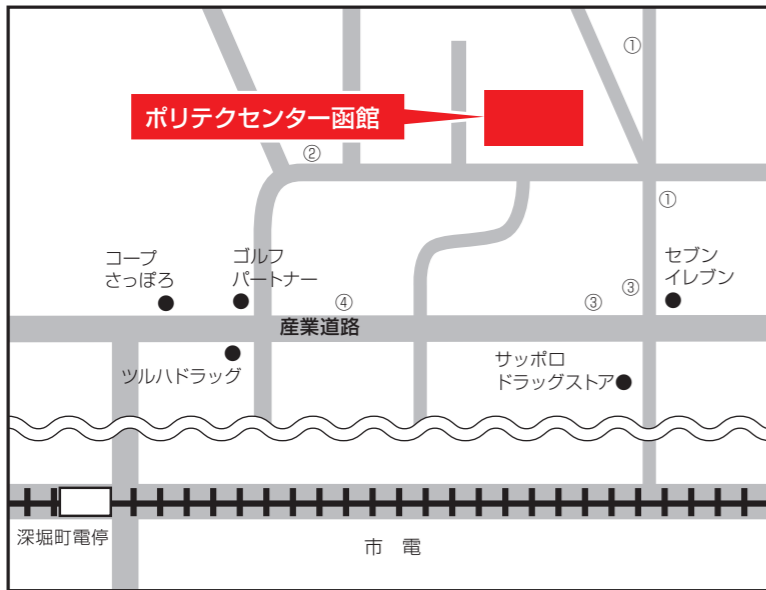 ①
ポリテクセンター函館
②
①
コープ
さっぽろ
ゴルフ
パートナー
セブン
イレブン
④
③
③
産業道路
ツルハドラッグ
サッポロ
ドラッグストア
深堀町電停
市 電